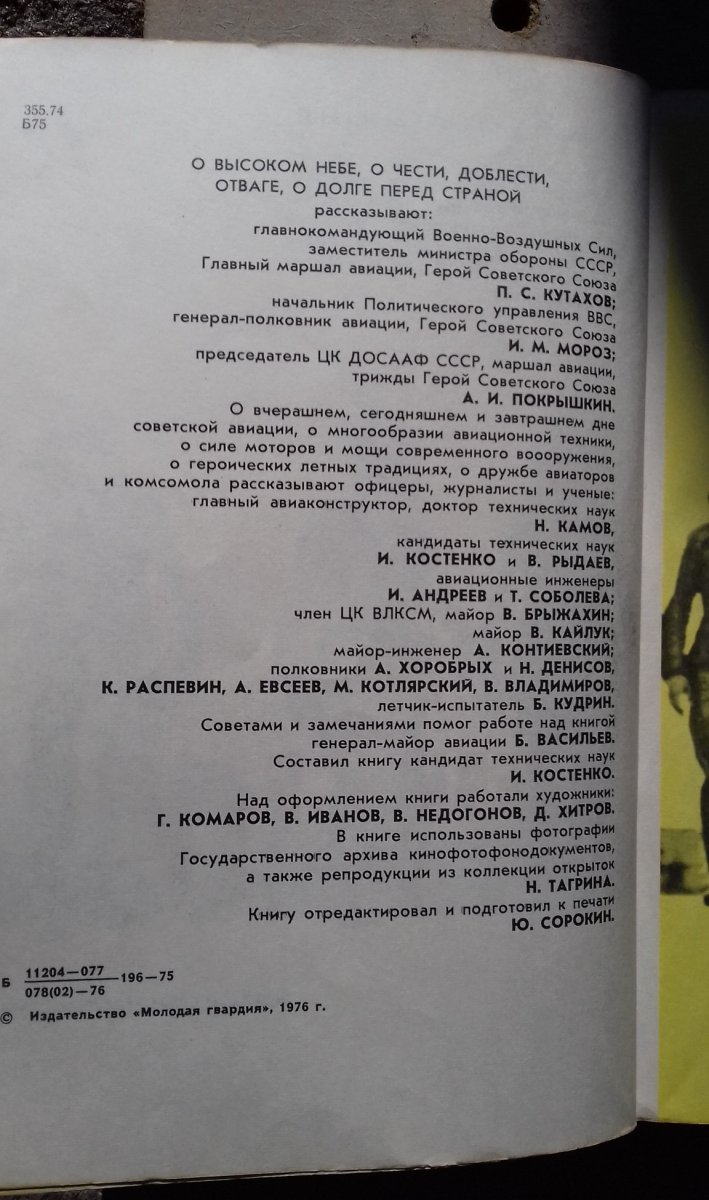 355.74
Б75
О ВЫСОКОМ НЕБЕ, О ЧЕСТИ, ДОБЛЕСТИ,
ОТВАГЕ, О ДОЛГЕ ПЕРЕД СТРАНОЙ
рассказывают:
главнокомандующий Военно-Воздушных Сил,
заместитель министра обороны СССР,
Главный маршал авиации, Герой Советского Союза
П. С. КУТАХОВ;
начальник Политического управления ВВС,
генерал-полковник авиации, Герой Советского Союза
И. М. МОРОЗ;
председатель ЦК ДОСААФ СССР, маршал авиации,
трижды Герой Советского Союза
А. И. ПОКРЫШКИН.
О вчерашнем, сегодняшнем и завтрашнем дне
советской авиации, о многообразии авиационной техники,
о силе моторов и мощи современного воооружения,
о героических летных традициях, о дружбе авиаторов
и комсомола рассказывают офицеры, журналисты и ученые:
главный авиаконструктор, доктор технических наук
Н. КАМОВ,
кандидаты технических наук
И. КОСТЕНКО и В. РЫДАЕВ,
авиационные инженеры
И. АНДРЕЕВ и Т. СОБОЛЕВА;
член ЦК ВЛКСМ, майор В. БРЫЖАХИН;
майор В. КАЙЛУК;
майор-инженер А. КОНТИЕВСКИЙ;
полковники А. ХОРОБРЫХ и Н. ДЕНИСОВ,
К. РАСПЕВИН, А. ЕВСЕЕВ, М. КОТЛЯРСКИЙ, В. ВЛАДИМИРОВ,
летчик-испытатель Б. КУДРИН.
Советами и замечаниями помог работе над книгой
генерал-майор авиации Б. ВАСИЛЬЕВ.
Составил книгу кандидат технических наук
И. КОСТЕНКО.
Над оформлением книги работали художники:
Г. КОМАРОВ, В. ИВАНОВ, В. НЕДОГОНОВ, Д. ХИТРОВ.
В книге использованы фотографии
Государственного архива кинофотофонодокументов,
а также репродукции из коллекции открыток
Н. ТАГРИНА.
Книгу отредактировал и подготовил к печати
Ю. СОРОКИН.
Б 11204—077 196—75
078(02)—76
© Издательство «Молодая гвардия», 1976 г.